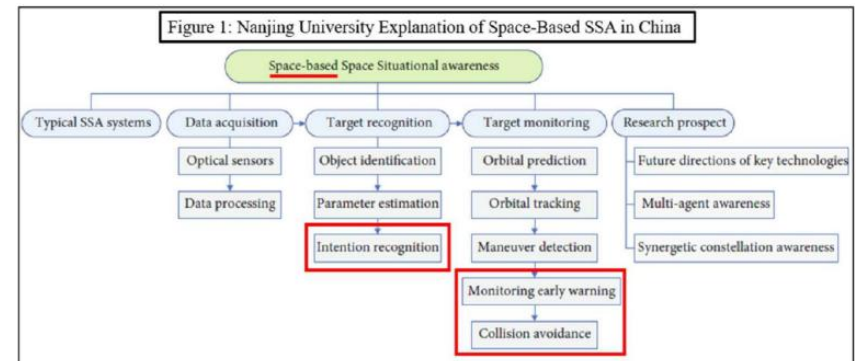 Figure 1: Nanjing University Explanation of Space-Based SSA in China
Space-based Space Situational awareness
Typical SSA systems
Data acquisition
Target recognition
Target monitoring
Research prospect
Optical sensors
Object identification
Orbital prediction
Future directions of key technologies
Data processing
Parameter estimation
Orbital tracking
Multi-agent awareness
Intention recognition
Maneuver detection
Synergetic constellation awareness
Monitoring early warning
Collision avoidance